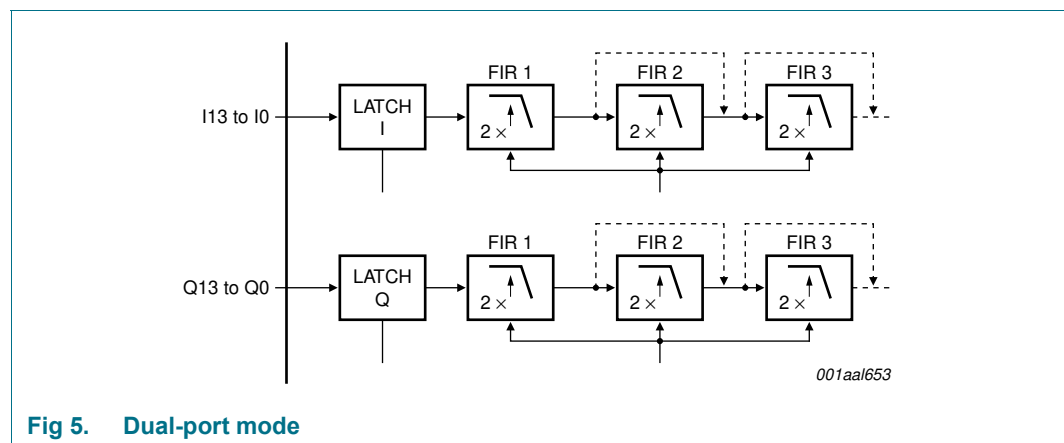 FIR 1 FIR 2 FIR 3
I13 to I0
LATCH
I
2 ×
2 ×
2 ×
FIR 1 FIR 2 FIR 3
Q13 to Q0
LATCH
Q
2 ×
2 ×
2 ×
001aal653
Fig 5. Dual-port mode